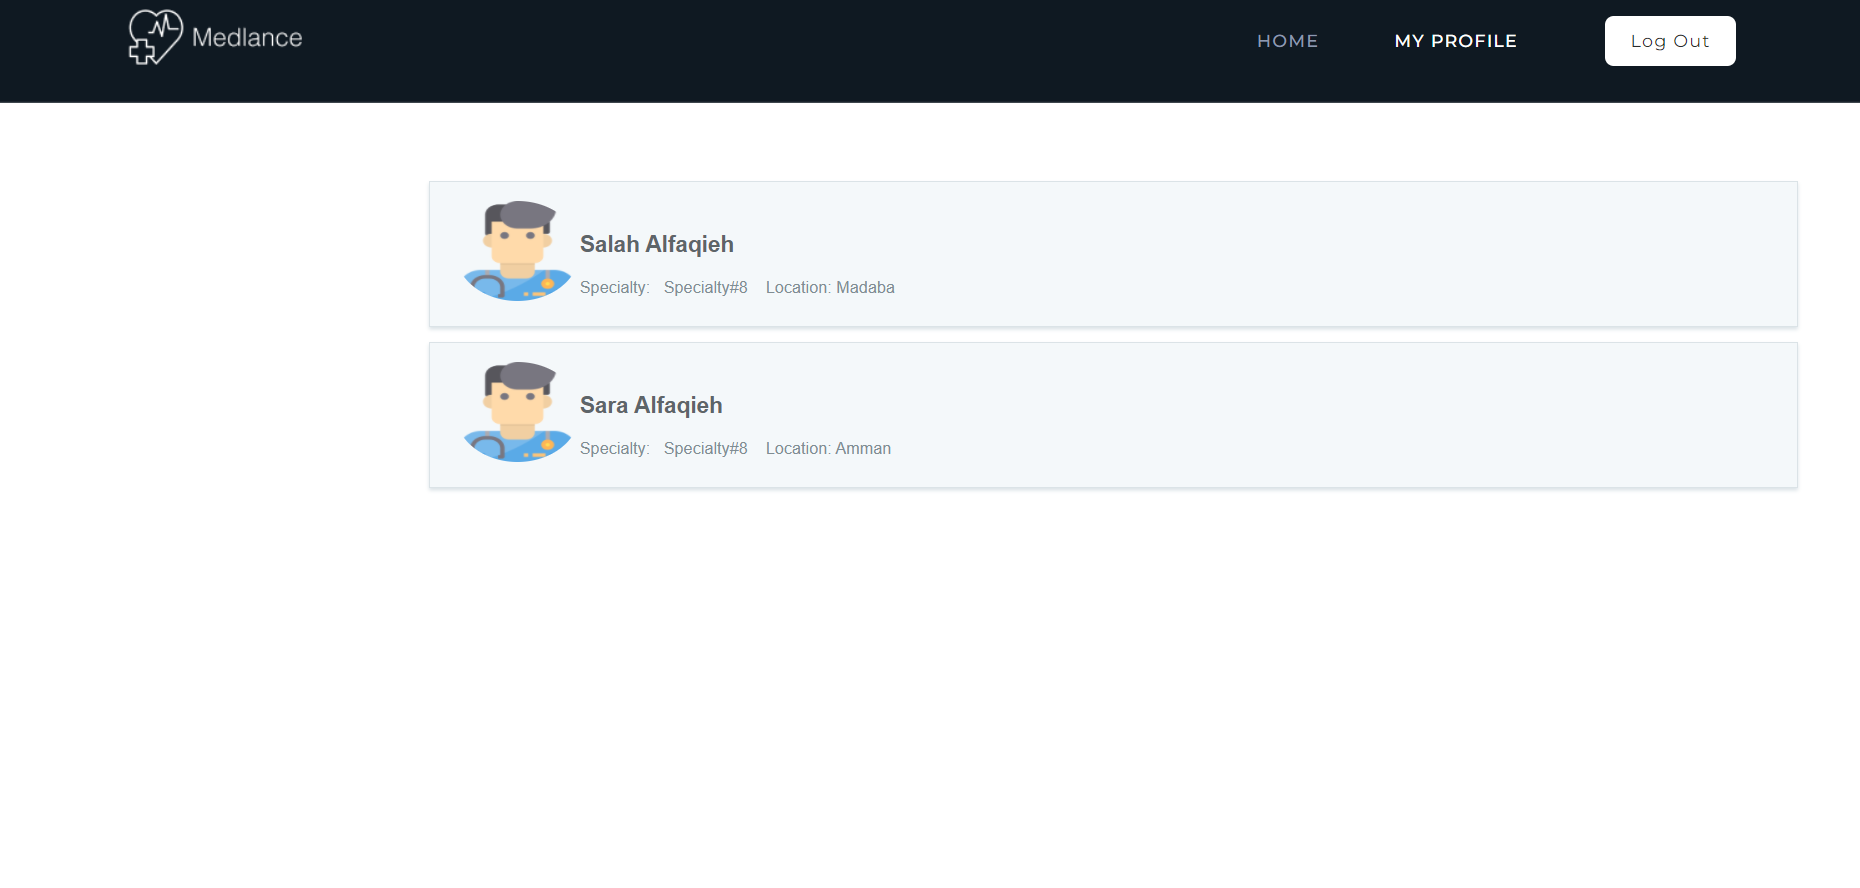 Medlance HOME MY PROFILE Log Out
Salah Alfaqieh
Specialty: Specialty#8 Location: Madaba
Sara Alfaqieh
Specialty: Specialty#8 Location: Amman